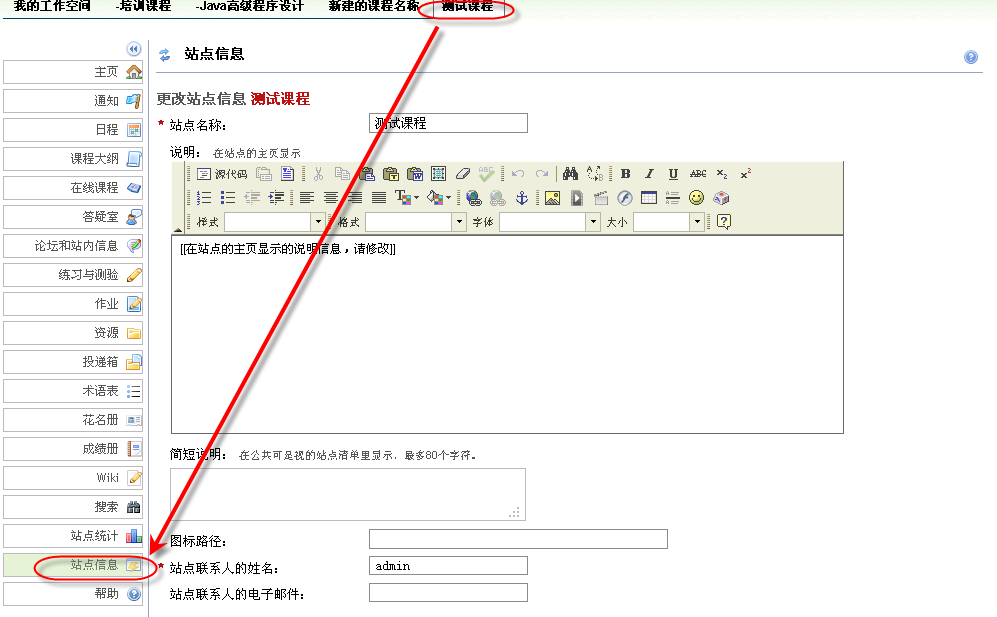 我的工作空间 -培训课程 -Java高级程序设计 新建的课程名称 测试课程
主页
通知
日程
课程大纲
在线课程
答疑室
论坛和站内信息
练习与测验
作业
资源
投递箱
术语表
花名册
成绩册
Wiki
搜索
站点统计
站点信息
帮助
站点信息
更改站点信息 测试课程
* 站点名称: 测试课程
说明: 在站点的主页显示
源代码
B I U ABC x₂ x²
样式 格式 字体 大小
[[在站点的主页显示的说明信息，请修改]]
简短说明: 在公共可见视的站点清单里显示. 最多80个字符。
图标路径:
* 站点联系人的姓名: admin
站点联系人的电子邮件: